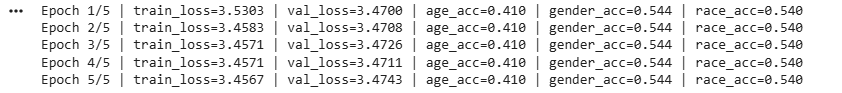 ••• Epoch 1/5 | train_loss=3.5303 | val_loss=3.4700 | age_acc=0.410 | gender_acc=0.544 | race_acc=0.540
Epoch 2/5 | train_loss=3.4583 | val_loss=3.4708 | age_acc=0.410 | gender_acc=0.544 | race_acc=0.540
Epoch 3/5 | train_loss=3.4571 | val_loss=3.4726 | age_acc=0.410 | gender_acc=0.544 | race_acc=0.540
Epoch 4/5 | train_loss=3.4571 | val_loss=3.4711 | age_acc=0.410 | gender_acc=0.544 | race_acc=0.540
Epoch 5/5 | train_loss=3.4567 | val_loss=3.4743 | age_acc=0.410 | gender_acc=0.544 | race_acc=0.540